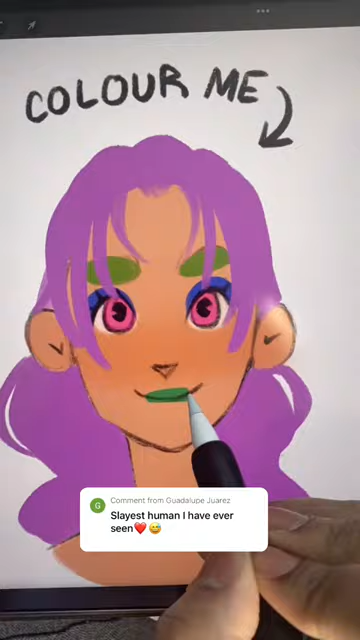 COLOUR ME
G
Comment from Guadalupe Juarez
Slayest human I have ever
seen❤️😅